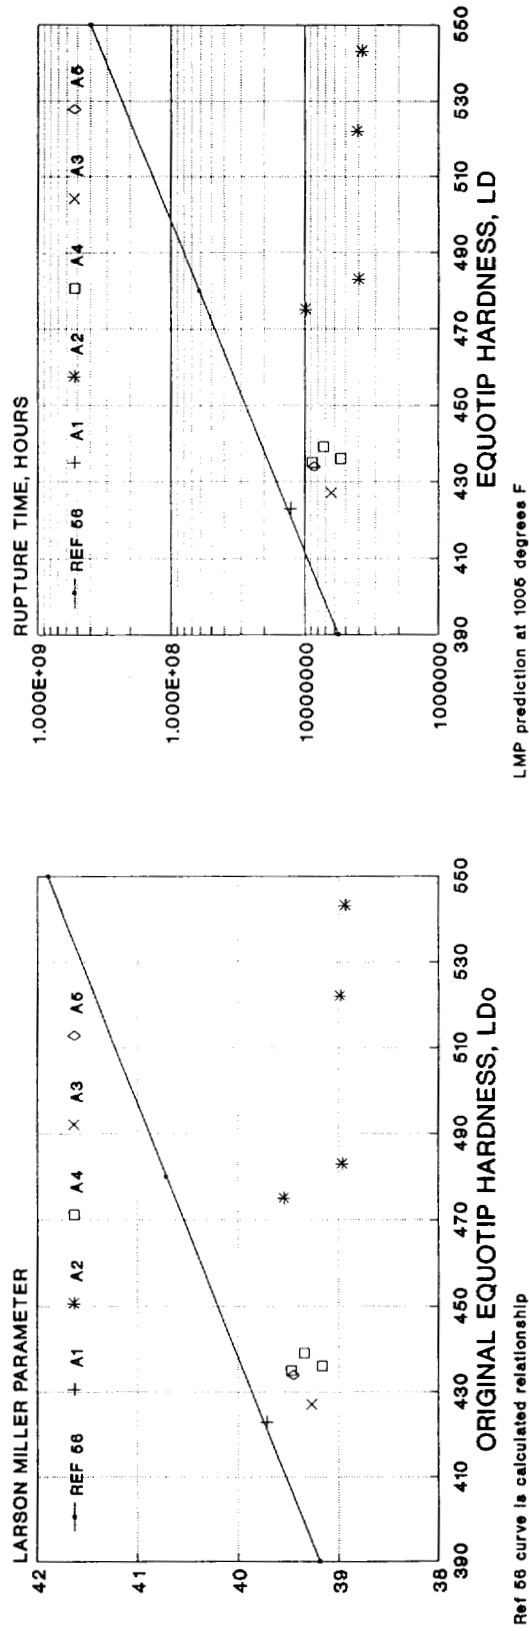 LARSON MILLER PARAMETER
REF 56 A1 A2 A4 A3 A5
42
41
40
39
38
390 410 430 450 470 490 510 530 550
ORIGINAL EQUOTIP HARDNESS, LDo
Ref 56 curve is calculated relationship
RUPTURE TIME, HOURS
REF 56 A1 A2 A4 A3 A5
1.000E+09
1.000E+08
10000000
1000000
390 410 430 450 470 490 510 530 550
EQUOTIP HARDNESS, LD
LMP prediction at 1005 degrees F